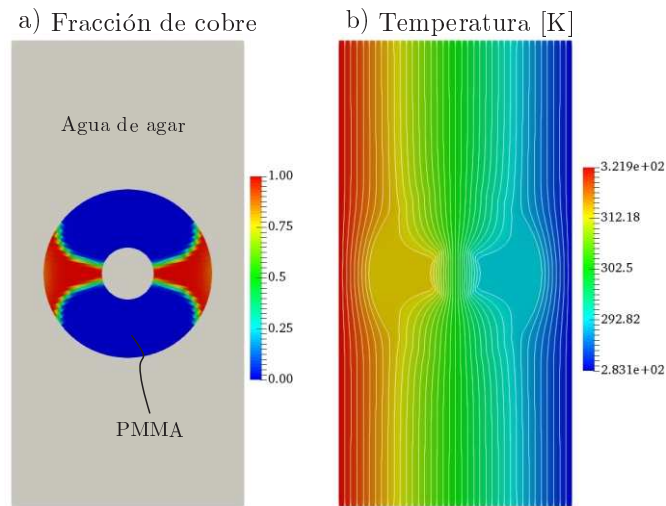 a) Fracción de cobre
b) Temperatura [K]
Agua de agar
1.00
0.75
0.5
0.25
0.00
PMMA
3.219e+02
312.18
302.5
292.82
2.831e+02